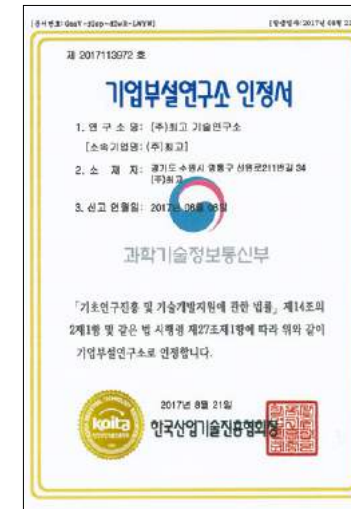 제 2017113972 호
기업부설연구소 인정서
1. 연 구 소 명: (주)최고 기술연구소
[소속기업명: (주)최고]
2. 소 재 지: 경기도 수원시 영통구 신원로211번길 34
(주)최고
3. 신고 연월일: 2017년 06월 08일
과학기술정보통신부
「기초연구진흥 및 기술개발지원에 관한 법률」 제14조의
2제1항 및 같은 법 시행령 제27조제1항에 따라 위와 같이
기업부설연구소로 인정합니다.
2017년 8월 21일
koita
한국산업기술진흥협회장